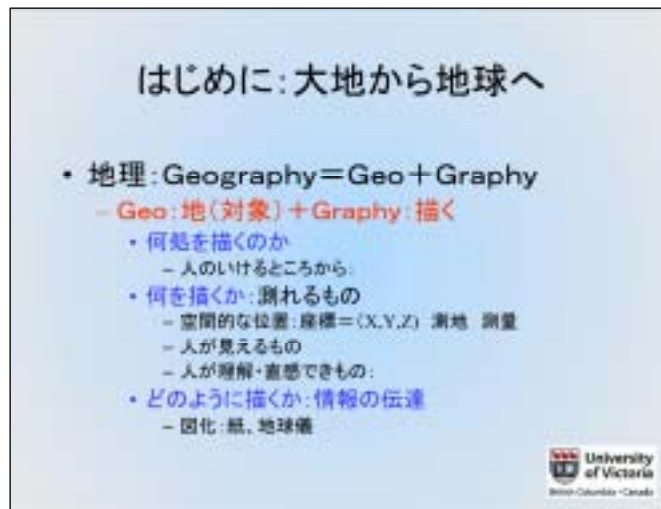 はじめに：大地から地球へ
• 地理：Geography＝Geo＋Graphy
– Geo：地（対象）＋Graphy：描く
• 何処を描くのか
– 人のいけるところから：
• 何を描くか：測れるもの
– 空間的な位置：座標＝(X,Y,Z) 測地 測量
– 人が見えるもの
– 人が理解・直感できもの：
• どのように描くか：情報の伝達
– 図化：紙、地球儀
University
of Victoria
British Columbia • Canada